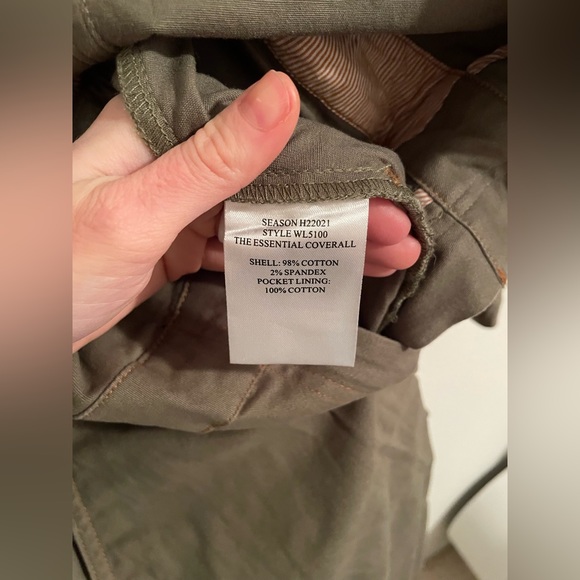 SEASON H22021
STYLE WL5100
THE ESSENTIAL COVERALL
SHELL: 98% COTTON
2% SPANDEX
POCKET LINING:
100% COTTON